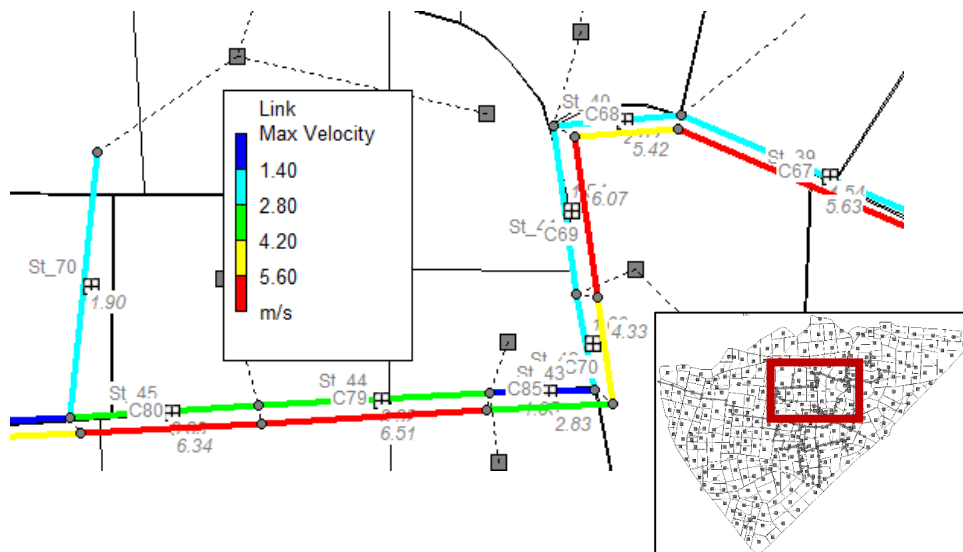 Link
Max Velocity
1.40
2.80
4.20
5.60
m/s
St_40
C68
5.42
St_39
C67
4.54
5.63
6.07
C69
St_70
1.90
4.33
C70
St_45
C80
6.34
St_44
C79
6.51
St_43
C85
2.83